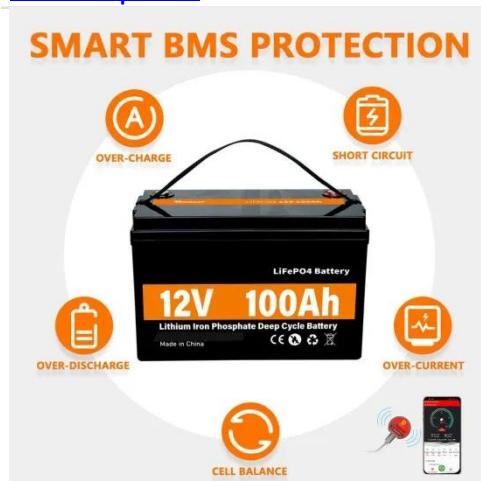 SMART BMS PROTECTION
OVER-CHARGE
SHORT CIRCUIT
LiFePO4 Battery
12V 100Ah
Lithium Iron Phosphate Deep Cycle Battery
Made in China
CE
OVER-DISCHARGE
OVER-CURRENT
CELL BALANCE